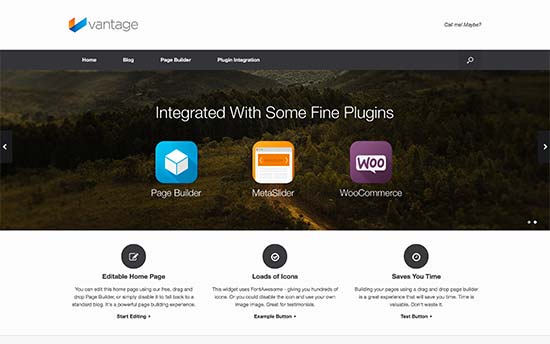 vantage
Call me! Maybe?
Home Blog Page Builder Plugin Integration
Integrated With Some Fine Plugins
WOO
Page Builder MetaSlider WooCommerce
Editable Home Page
You can edit this home page using our free, drag and
drop Page Builder, or simply disable it to fall back to a
standard blog. It's a powerful page building experience.
Start Editing
Loads of Icons
This widget uses FontAwesome - giving you hundreds
of icons. Or you could disable the icon and use your own
image image. Great for testimonials.
Example Button
Saves You Time
Building your pages using a drag and drop page builder
is a great experience that will save you time. Time is
valuable. Don't waste it.
Test Button